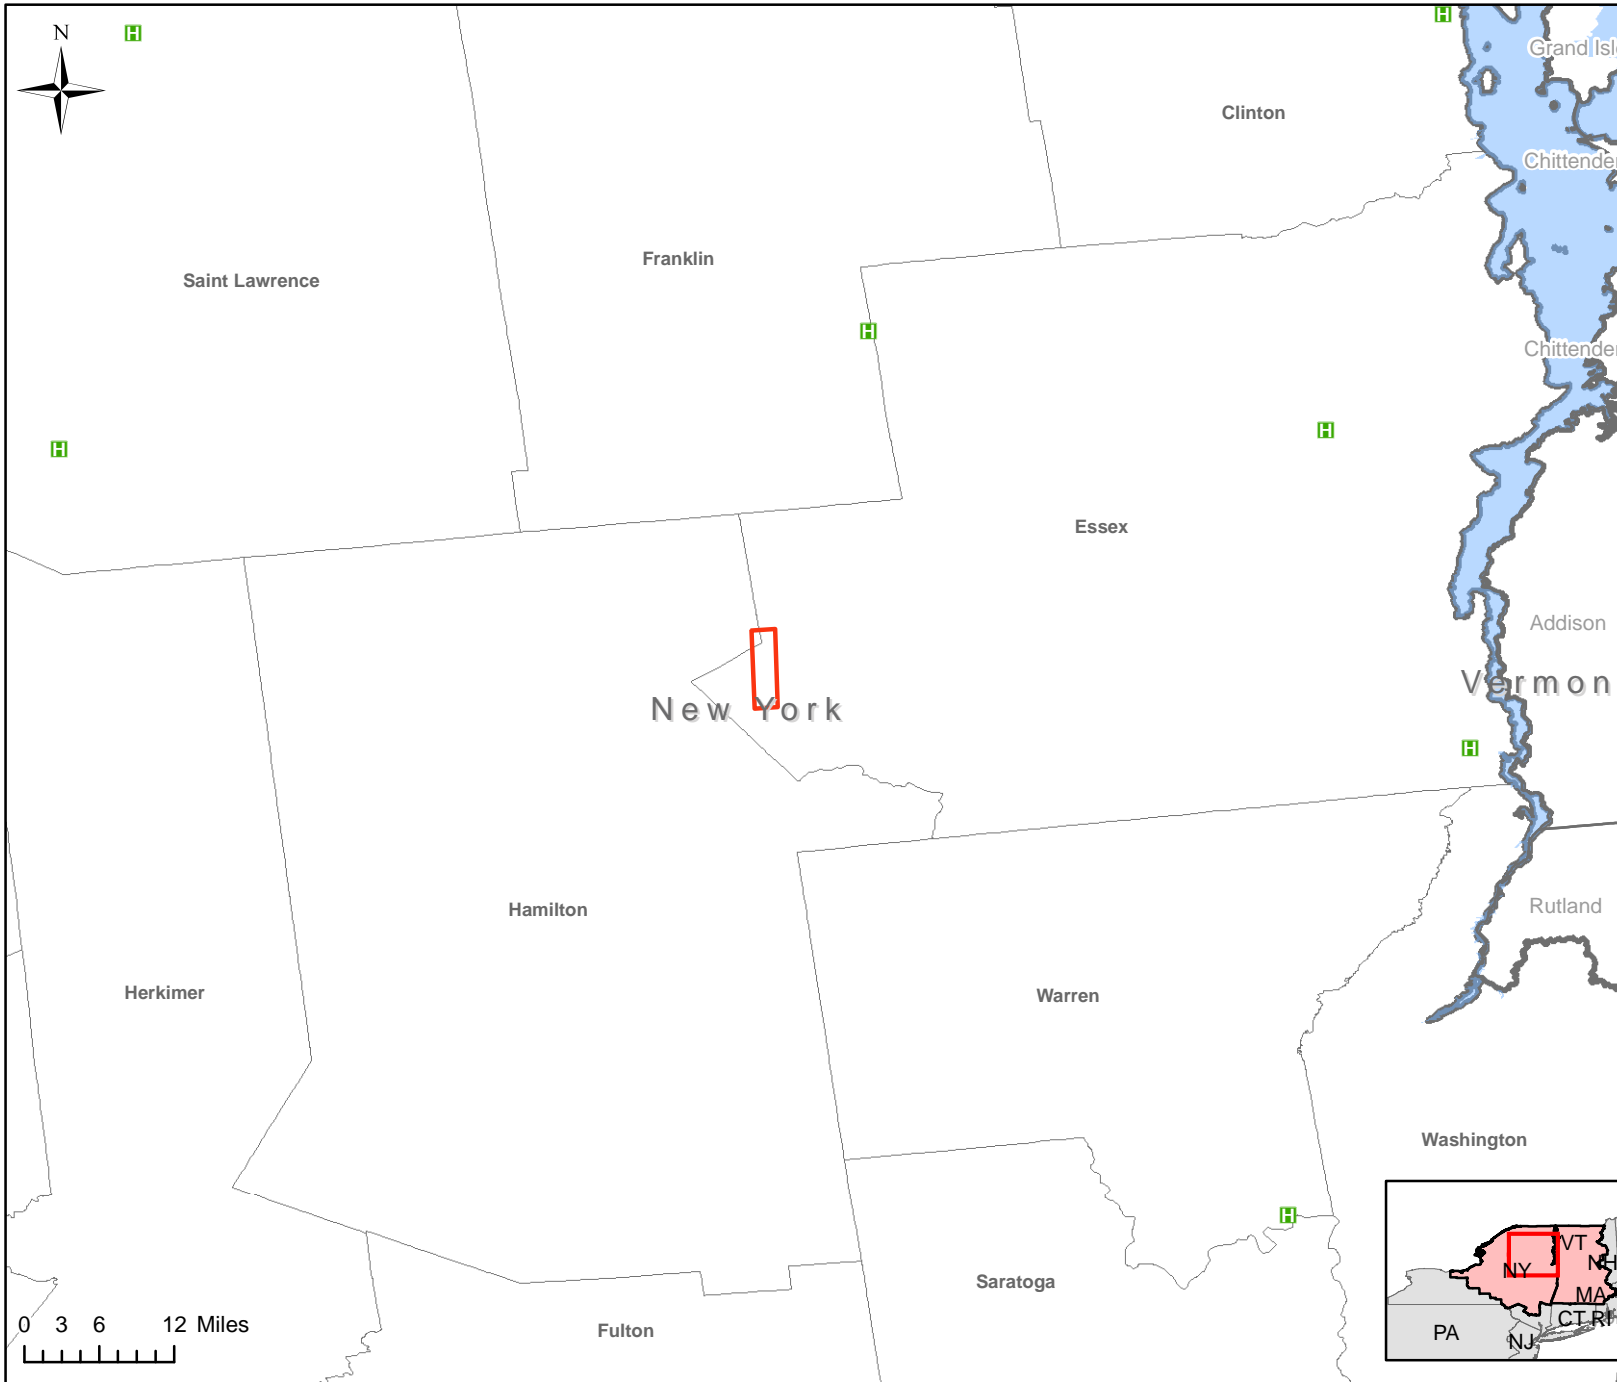 H
H
N
Grand Isl
Clinton
Chittende
Franklin
Saint Lawrence
H
Chittende
H
H
Essex
Addison
Vermon
New York
H
Rutland
Hamilton
Herkimer
Warren
Washington
H
VT
NH
NY
Saratoga
MA
0 3 6 12 Miles
Fulton
CT RI
PA
NJ